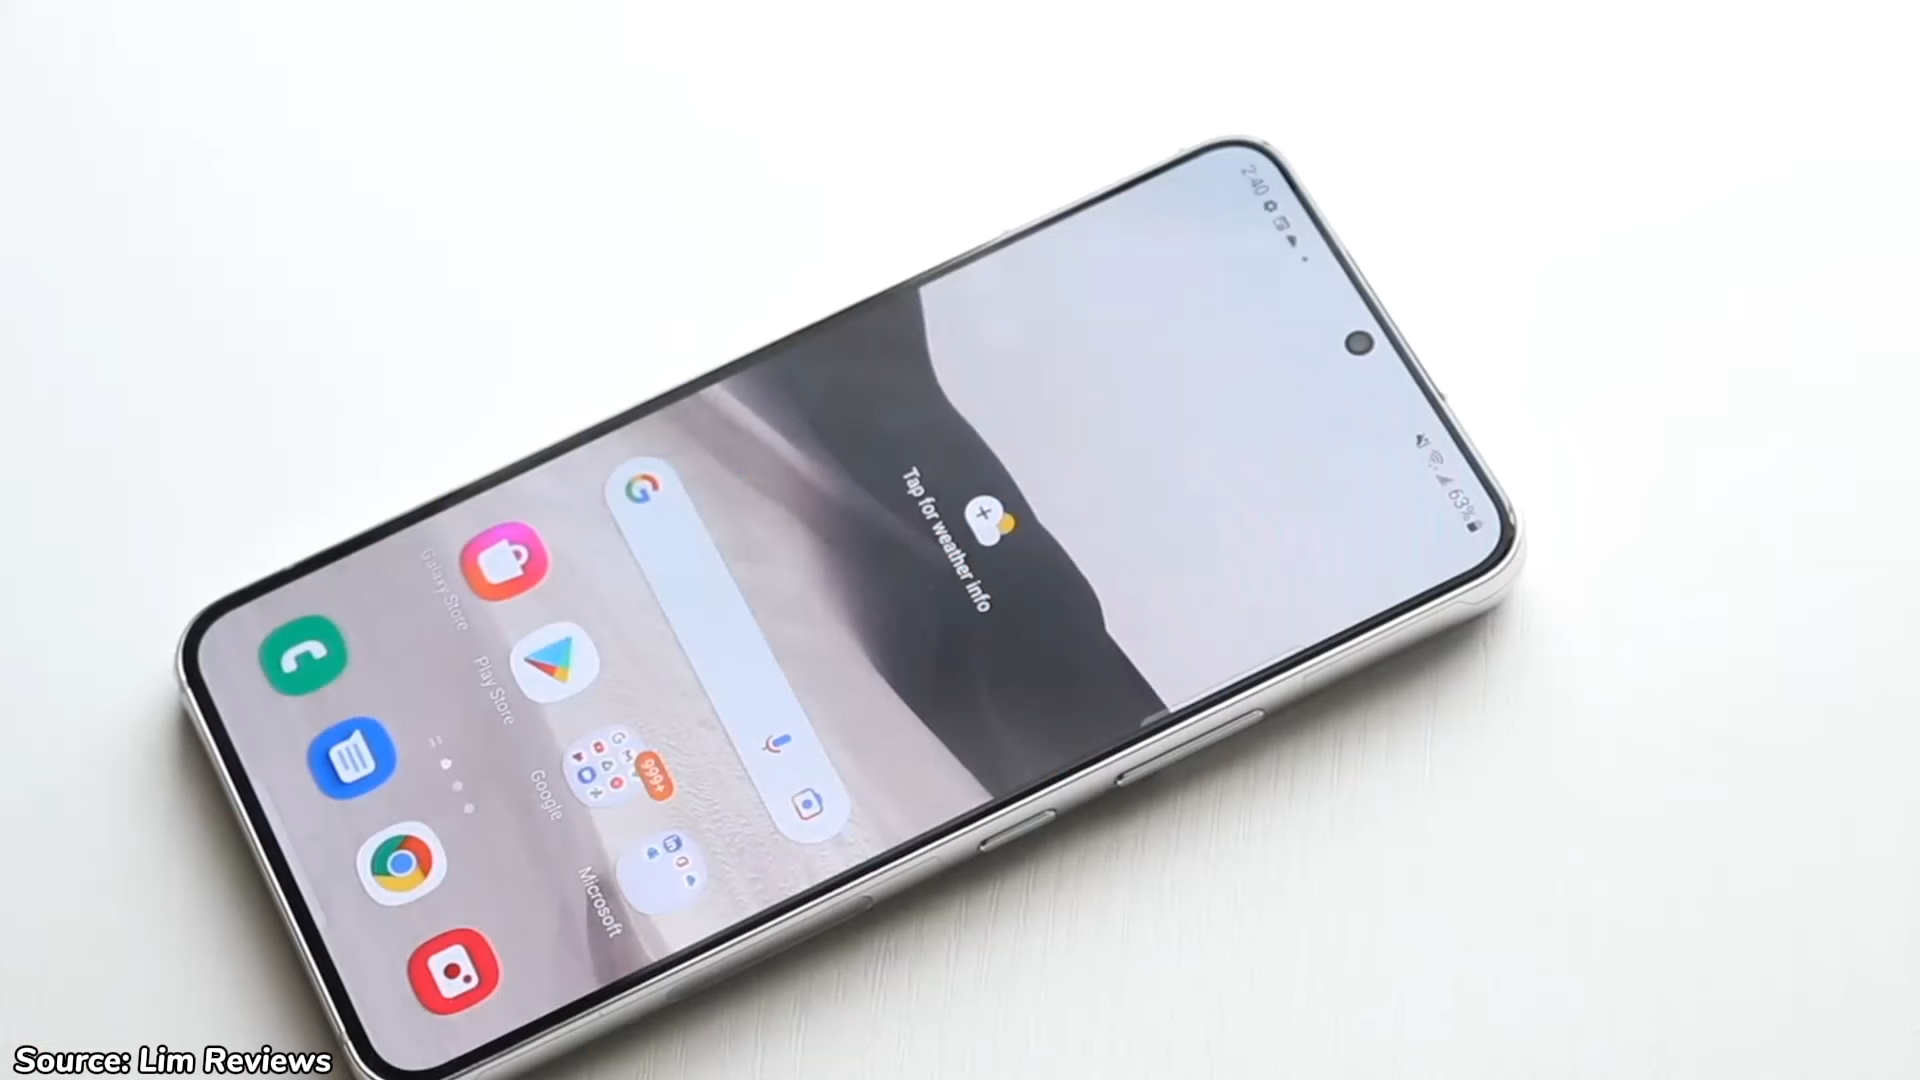 2:40
63%
Tap for weather info
Galaxy Store
Play Store
Google
Microsoft
999+
Source: Lim Reviews